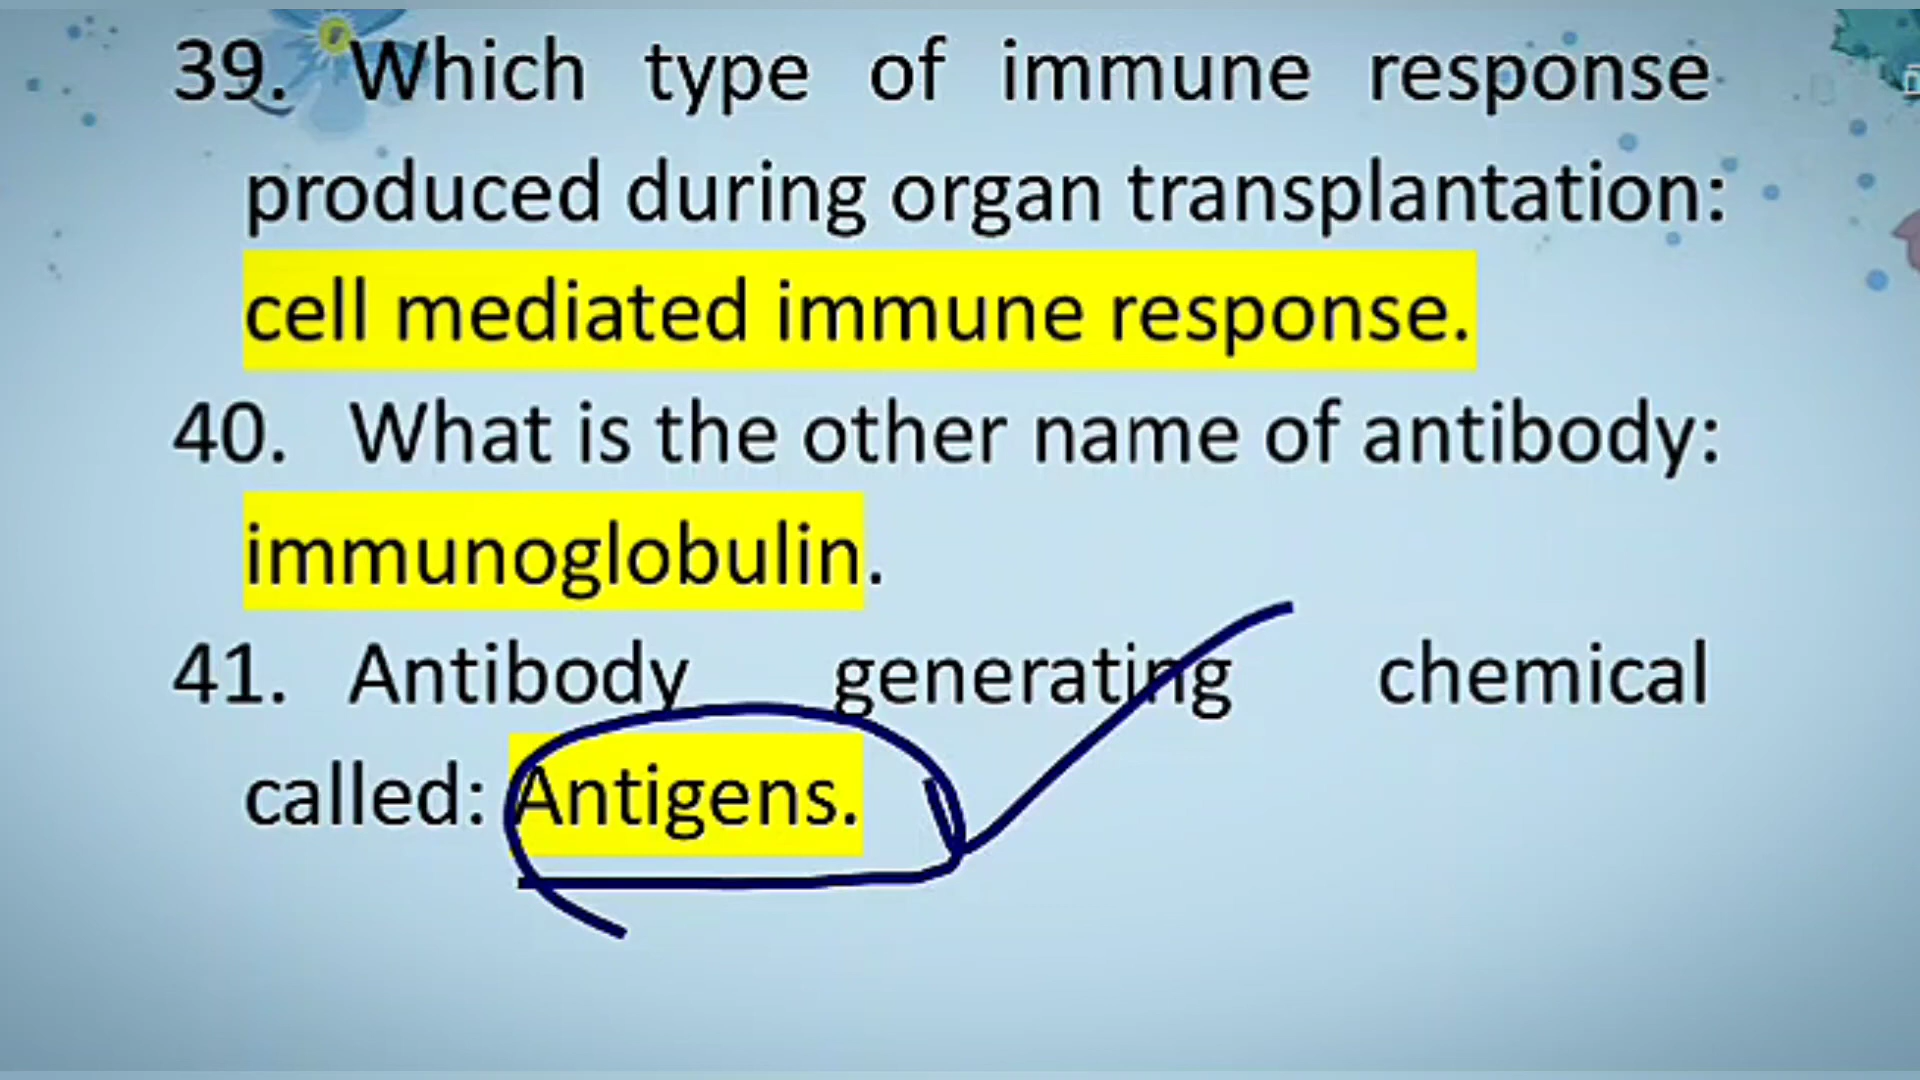 39. Which type of immune response
produced during organ transplantation:
cell mediated immune response.
40. What is the other name of antibody:
immunoglobulin.
41. Antibody generating chemical
called: Antigens.